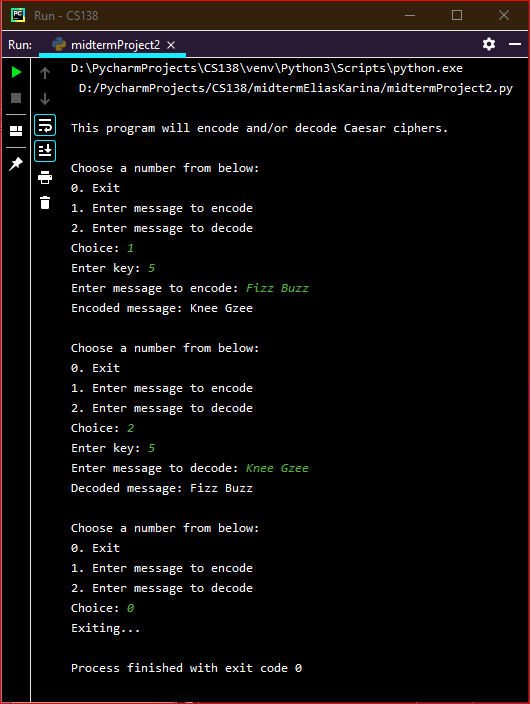 PC
Run - CS138
Run: midtermProject2
D:\PycharmProjects\CS138\venv\Python3\Scripts\python.exe
D:/PycharmProjects/CS138/midtermEliasKarina/midtermProject2.py
This program will encode and/or decode Caesar ciphers.
Choose a number from below:
0. Exit
1. Enter message to encode
2. Enter message to decode
Choice: 1
Enter key: 5
Enter message to encode: Fizz Buzz
Encoded message: Knee Gzee
Choose a number from below:
0. Exit
1. Enter message to encode
2. Enter message to decode
Choice: 2
Enter key: 5
Enter message to decode: Knee Gzee
Decoded message: Fizz Buzz
Choose a number from below:
0. Exit
1. Enter message to encode
2. Enter message to decode
Choice: 0
Exiting...
Process finished with exit code 0